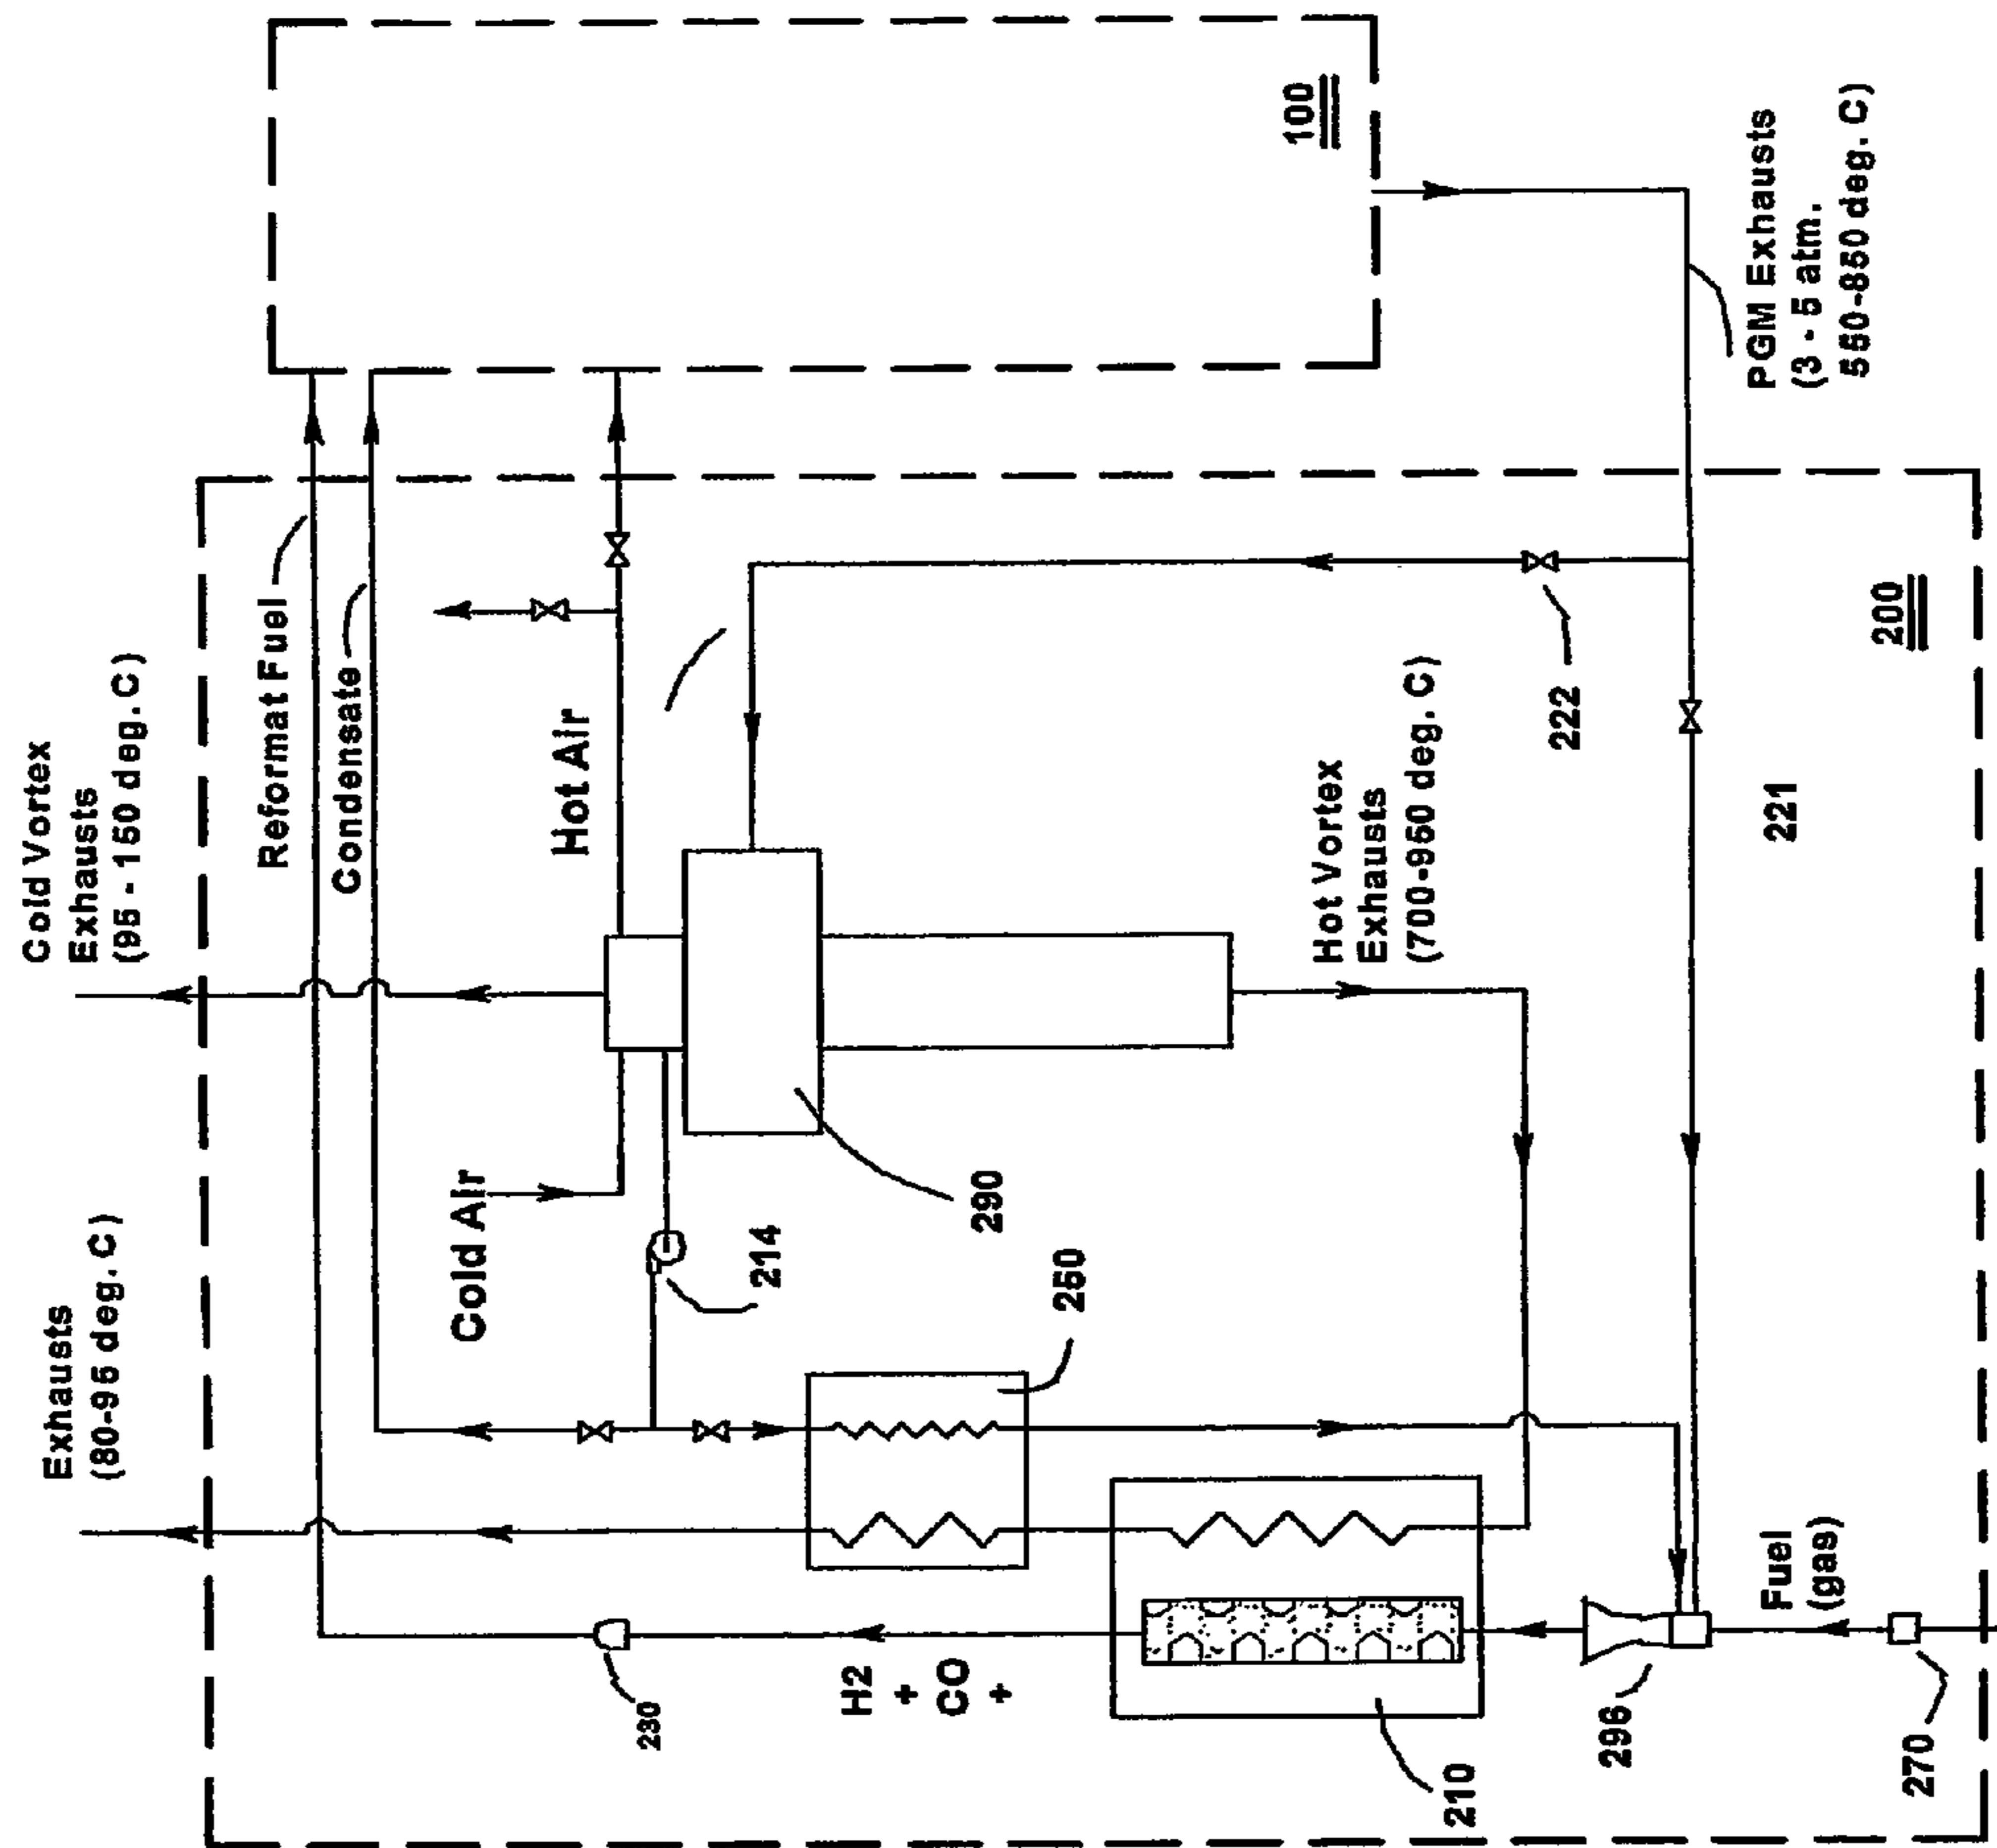 Exhausts
(80-95 deg. C)
Cold Vortex
Exhausts
(95 - 150 deg. C)
Reformat Fuel
Condensate
Cold Air
Hot Air
230
214
H2
+
CO
+
290
250
100
Hot Vortex
Exhausts
(700-950 deg. C)
210
222
296
Fuel
(gas)
221
PGM Exhausts
(3 - 5 atm.
550-850 deg. C)
200
270